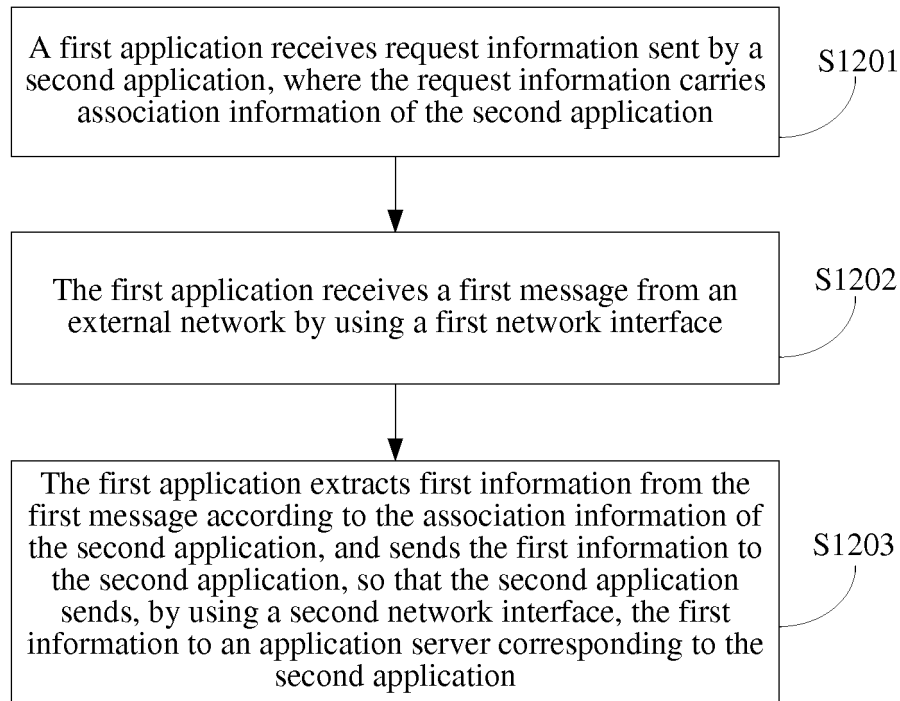 A first application receives request information sent by a
second application, where the request information carries
association information of the second application
S1201
The first application receives a first message from an
external network by using a first network interface
S1202
The first application extracts first information from the
first message according to the association information of
the second application, and sends the first information to
the second application, so that the second application
sends, by using a second network interface, the first
information to an application server corresponding to the
second application
S1203